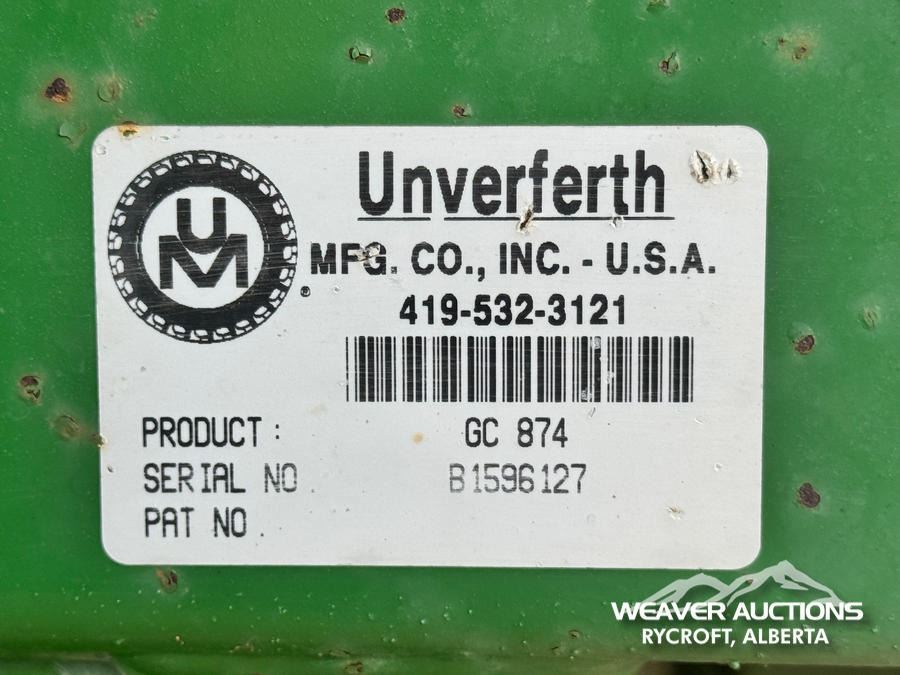 UM
Unverferth
MFG. CO., INC. - U.S.A.
419-532-3121
PRODUCT: GC 874
SERIAL NO. B1596127
PAT NO.
WEAVER AUCTIONS
RYCROFT, ALBERTA